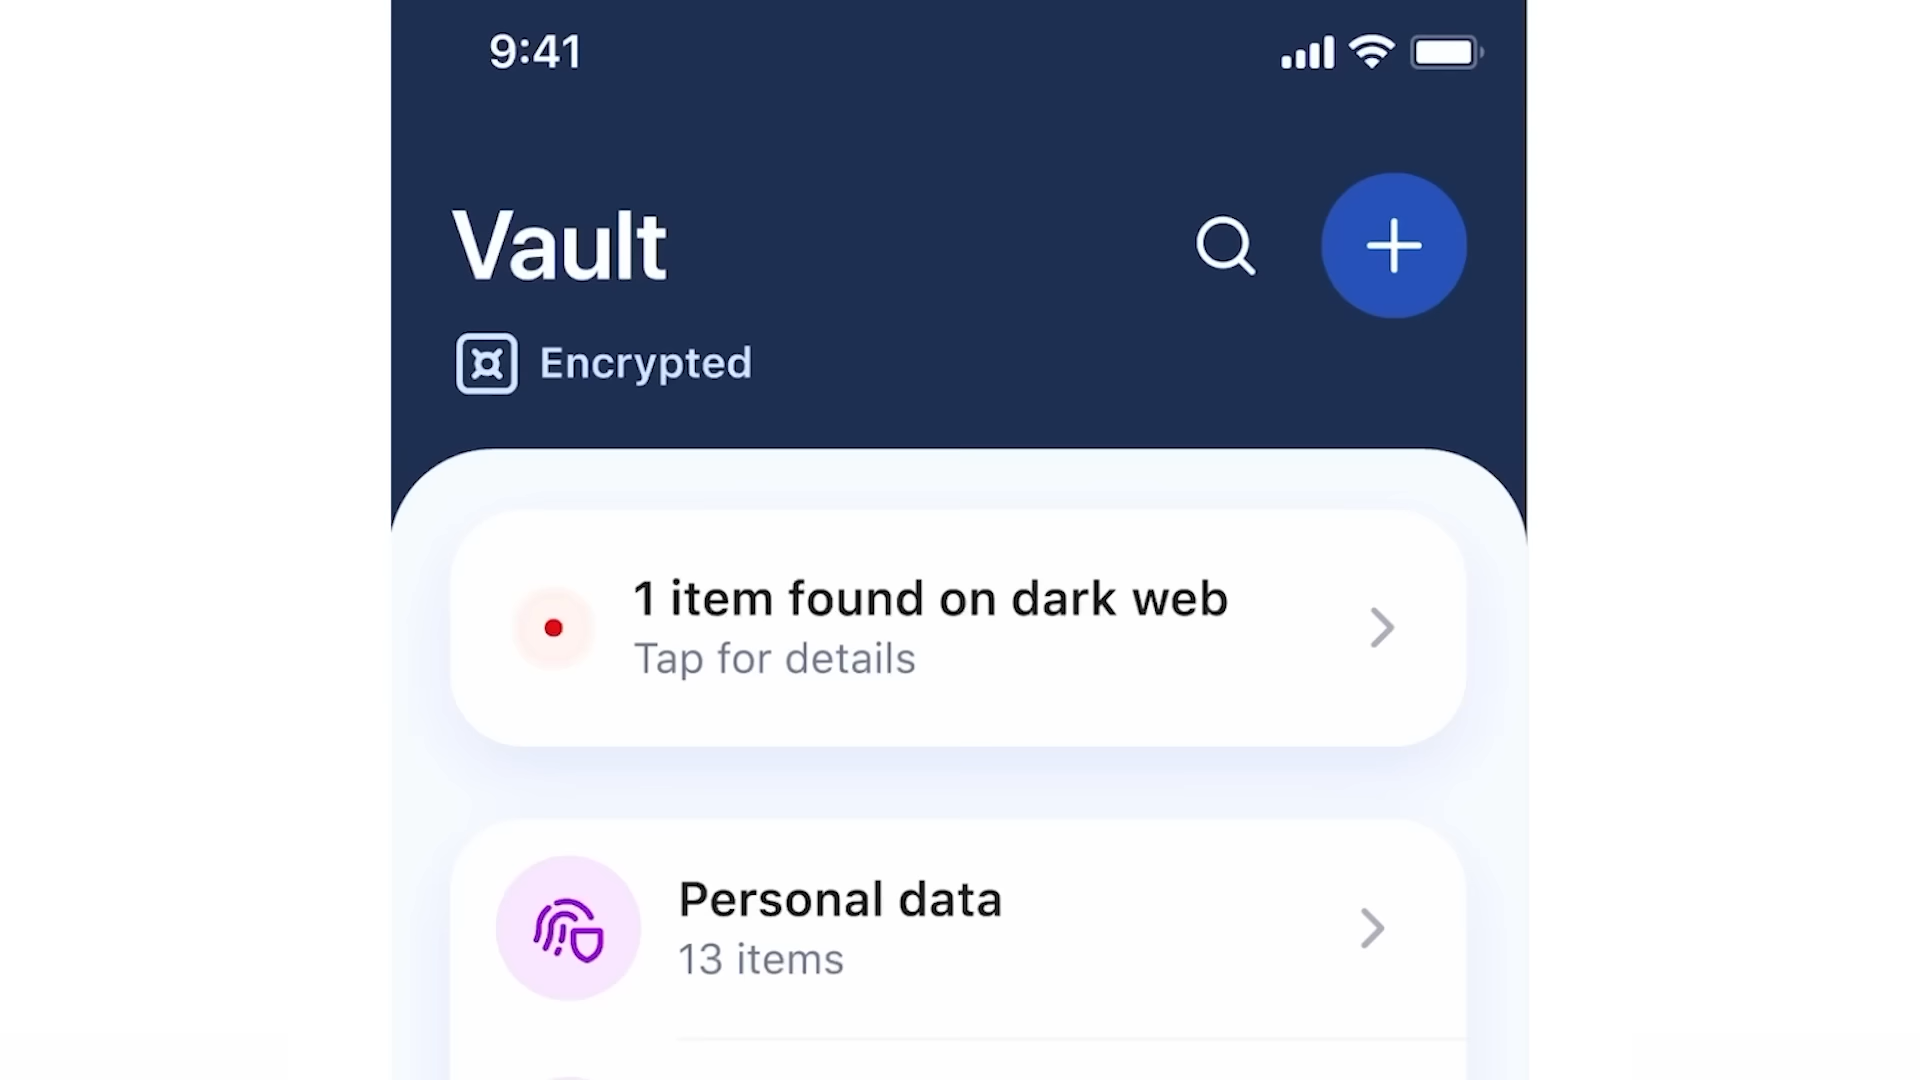 9:41
Vault
Encrypted
1 item found on dark web
Tap for details
Personal data
13 items